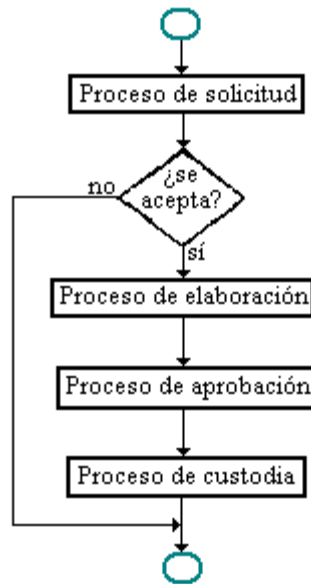 Proceso de solicitud
¿se
acepta?
no
sí
Proceso de elaboración
Proceso de aprobación
Proceso de custodia